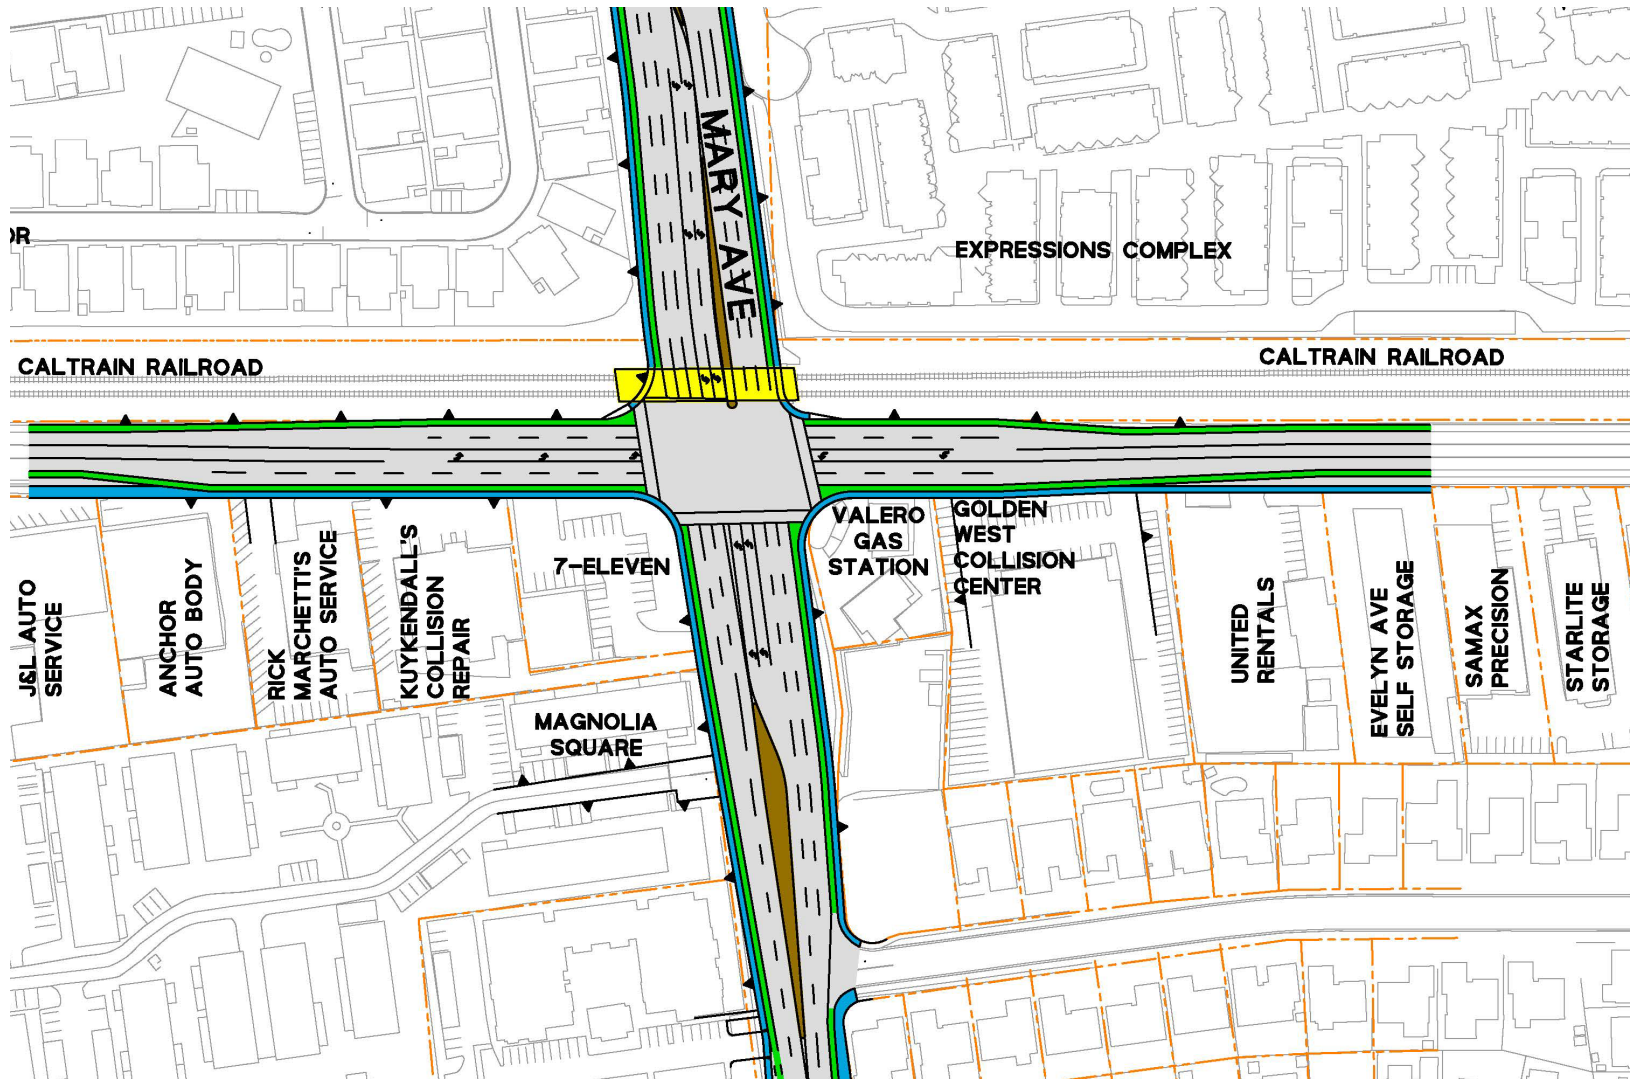 MARY AVE
DR
EXPRESSIONS COMPLEX
CALTRAIN RAILROAD
CALTRAIN RAILROAD
J&L AUTO
SERVICE
ANCHOR
AUTO BODY
RICK
MARCHETTI'S
AUTO SERVICE
KUYKENDALL'S
COLLISION
REPAIR
7-ELEVEN
VALERO
GAS
STATION
GOLDEN
WEST
COLLISION
CENTER
UNITED
RENTALS
EVELYN AVE
SELF STORAGE
SAMAX
PRECISION
STARLITE
STORAGE
MAGNOLIA
SQUARE